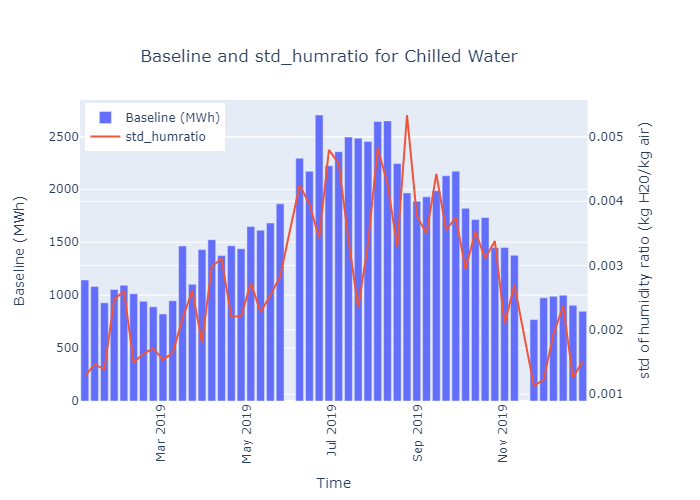 Baseline and std_humratio for Chilled Water
Baseline (MWh)
std_humratio
2500
2000
1500
1000
500
0
0.005
0.004
0.003
0.002
0.001
Baseline (MWh)
std of humidity ratio (kg H20/kg air)
Mar 2019
May 2019
Jul 2019
Sep 2019
Nov 2019
Time